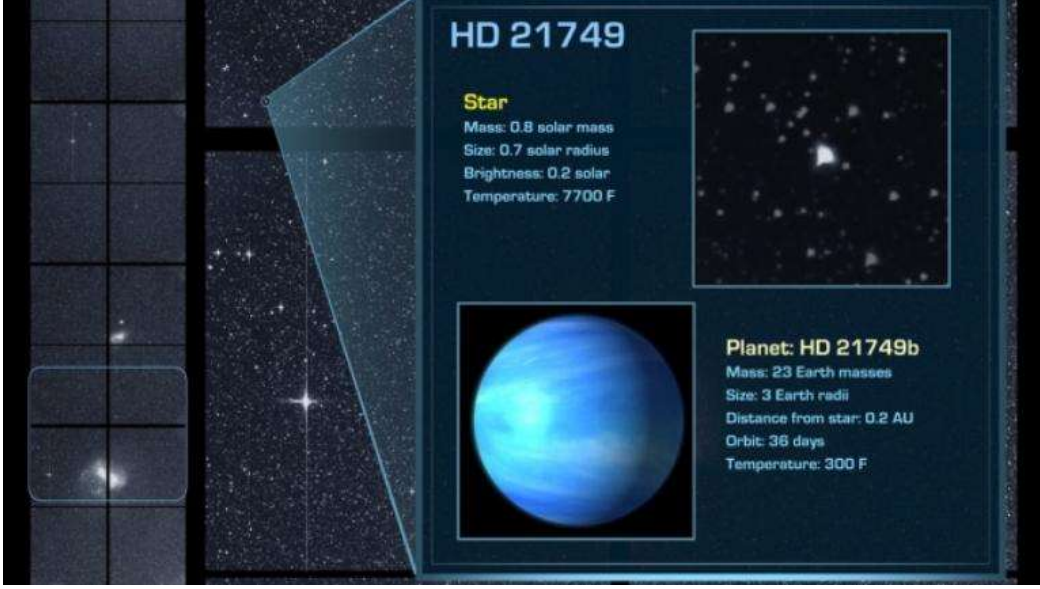 HD 21749
Star
Mass: 0.8 solar mass
Size: 0.7 solar radius
Brightness: 0.2 solar
Temperature: 7700 F
Planet: HD 21749b
Mass: 23 Earth masses
Size: 3 Earth radii
Distance from star: 0.2 AU
Orbit: 36 days
Temperature: 300 F